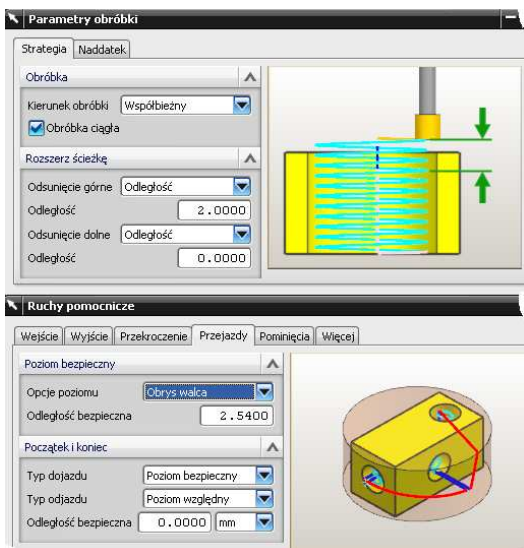 Parametry obróbki
Strategia Naddatek
Obróbka
Kierunek obróbki Współbieżny
Obróbka ciągła
Rozszerz ścieżkę
Odsunięcie górne Odległość
Odległość 2.0000
Odsunięcie dolne Odległość
Odległość 0.0000
Ruchy pomocnicze
Wejście Wyjście Przekroczenie Przejazdy Pominięcia Więcej
Poziom bezpieczny
Opcje poziomu Obrys walca
Odległość bezpieczna 2.5400
Początek i koniec
Typ dojazdu Poziom bezpieczny
Typ odjazdu Poziom względny
Odległość bezpieczna 0.0000 mm